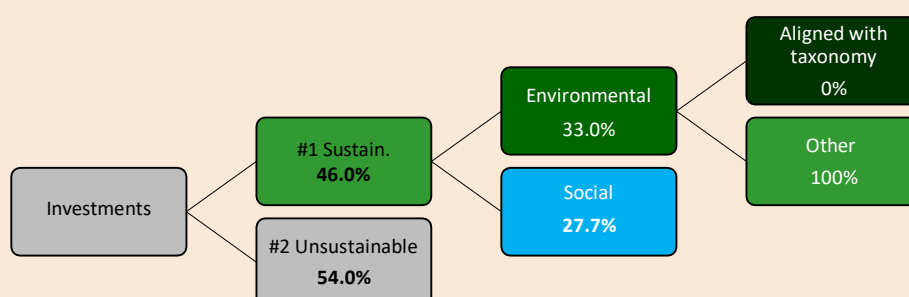 Investments
#1 Sustain.
46.0%
#2 Unsustainable
54.0%
Environmental
33.0%
Social
27.7%
Aligned with
taxonomy
0%
Other
100%